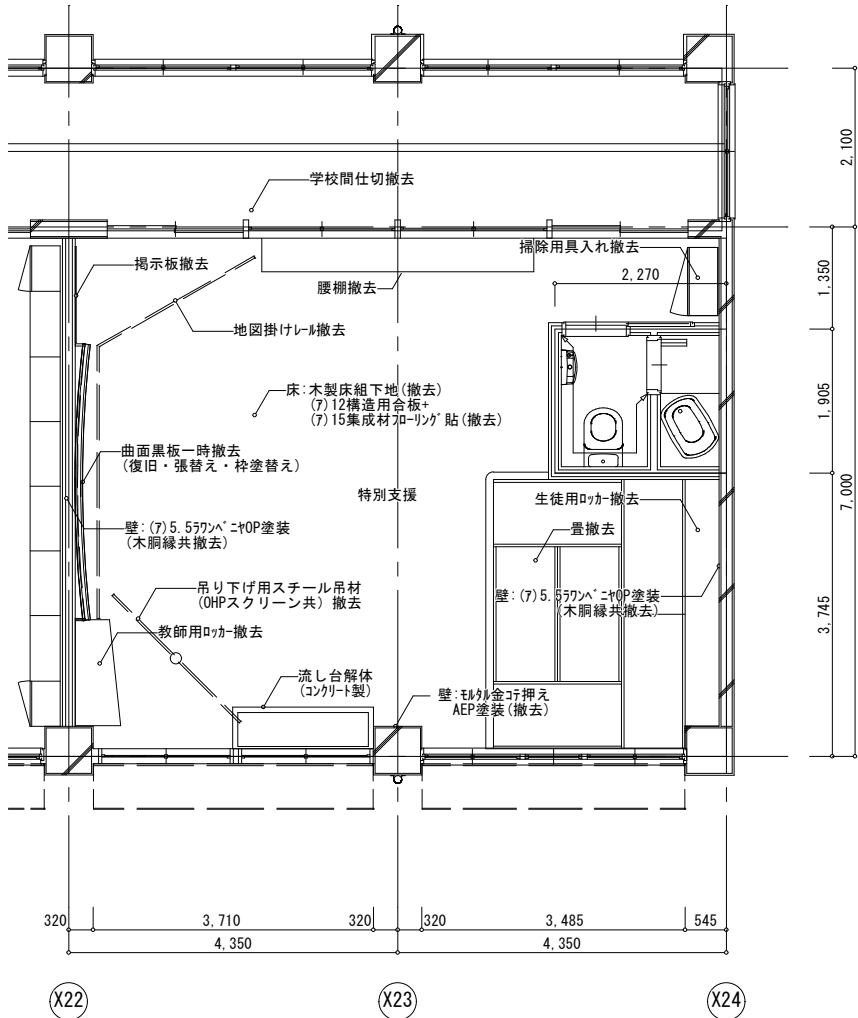 2,100
学校間仕切撤去
掲示板撤去
掃除用具入れ撤去
腰棚撤去
2,270
1,350
地図掛けﾚｰﾙ撤去
床:木製床組下地(撤去)
(ｱ)12構造用合板+
(ｱ)15集成材ﾌﾛｰﾘﾝｸﾞ貼(撤去)
1,905
曲面黒板一時撤去
(復旧・張替え・枠塗替え)
特別支援
生徒用ﾛｯｶｰ撤去
7,000
壁:(ｱ)5.5ﾗﾜﾝﾍﾞﾆﾔOP塗装
(木胴縁共撤去)
畳撤去
吊り下げ用スチール吊材
(OHPスクリーン共) 撤去
壁:(ｱ)5.5ﾗﾜﾝﾍﾞﾆﾔOP塗装
(木胴縁共撤去)
3,745
教師用ﾛｯｶｰ撤去
流し台解体
(ｺﾝｸﾘｰﾄ製)
壁:ﾓﾙﾀﾙ金ｺﾃ押え
AEP塗装(撤去)
320
3,710
320
320
3,485
545
4,350
4,350
X22
X23
X24